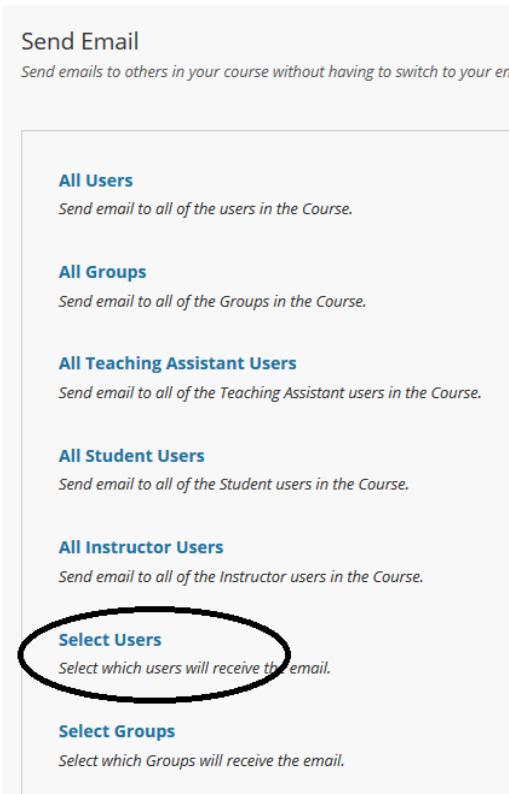 Send Email
Send emails to others in your course without having to switch to your
All Users
Send email to all of the users in the Course.
All Groups
Send email to all of the Groups in the Course.
All Teaching Assistant Users
Send email to all of the Teaching Assistant users in the Course.
All Student Users
Send email to all of the Student users in the Course.
All Instructor Users
Send email to all of the Instructor users in the Course.
Select Users
Select which users will receive the email.
Select Groups
Select which Groups will receive the email.